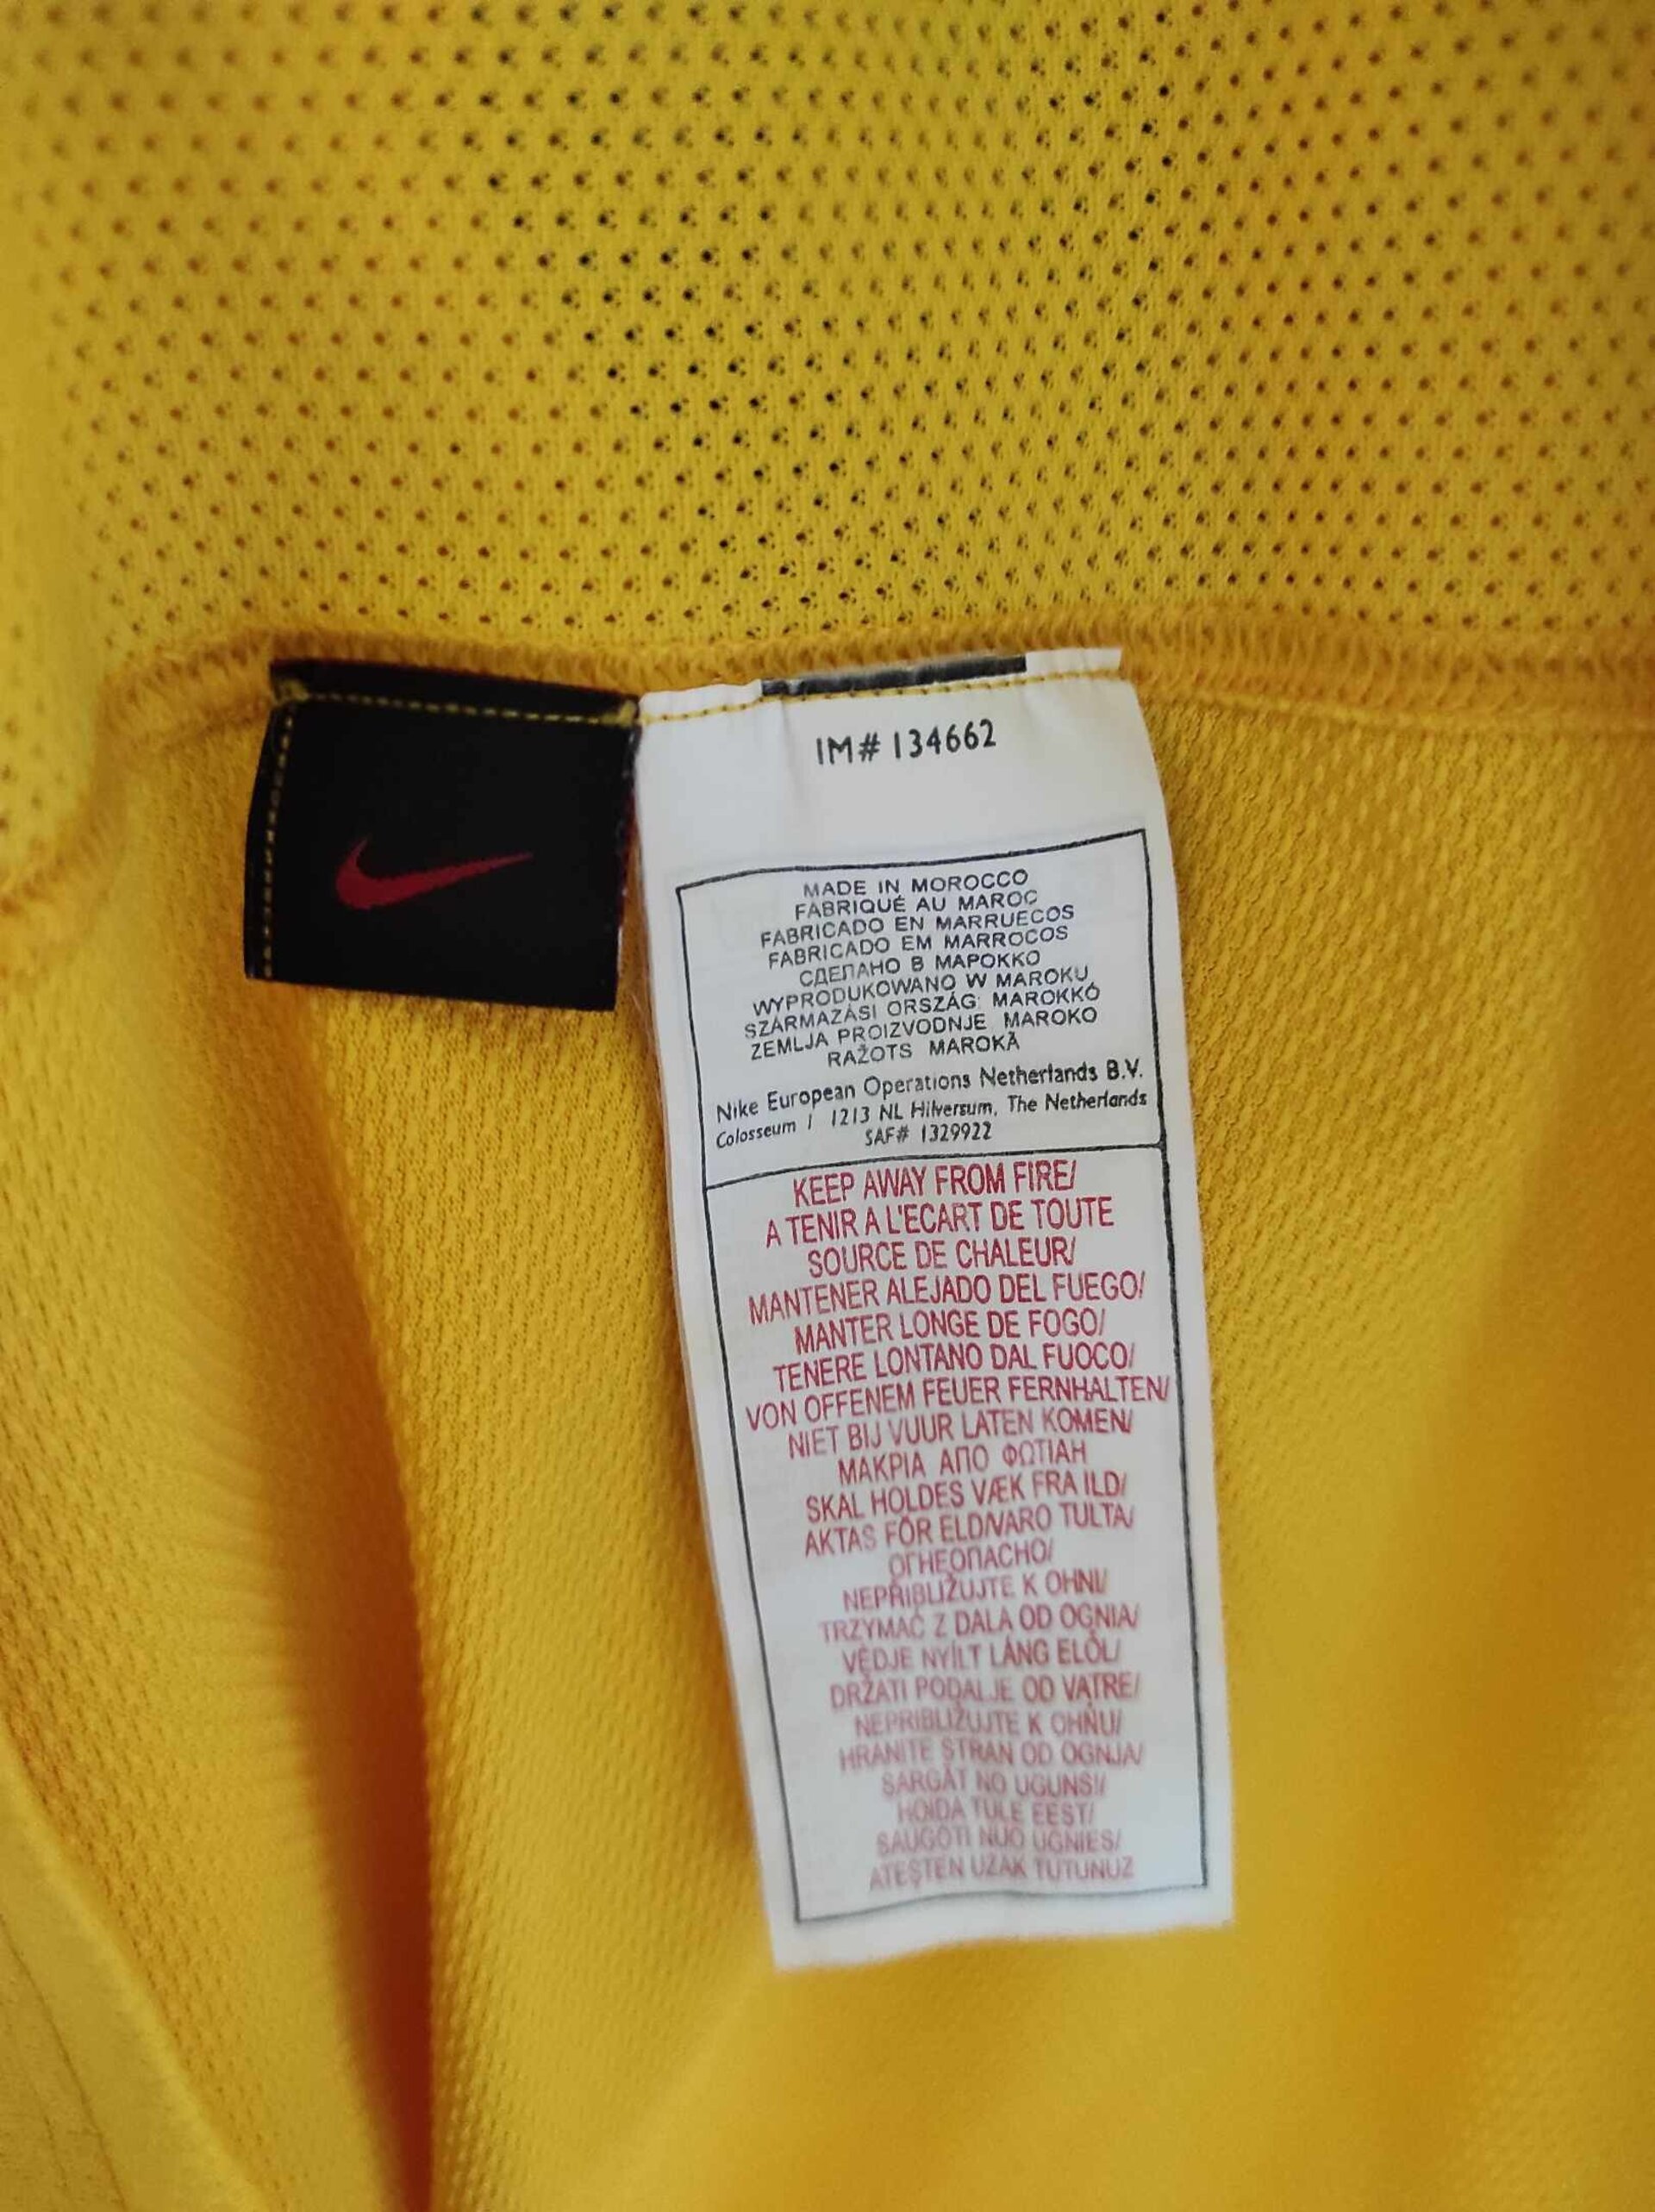 IM# 134662
MADE IN MOROCCO
FABRIQUÉ AU MAROC
FABRICADO EN MARRUECOS
FABRICADO EM MARROCOS
СДЕЛАНО В МАРОККО
WYPRODUKOWANO W MAROKU
SZÁRMAZÁSI ORSZÁG: MAROKKÓ
ZEMLJA PROIZVODNJE MAROKO
RAŽOTS MAROKĀ
Nike European Operations Netherlands B.V.
Colosseum 1 1213 NL Hilversum, The Netherlands
SAF# 1329922
KEEP AWAY FROM FIRE/
A TENIR A L'ECART DE TOUTE
SOURCE DE CHALEUR/
MANTENER ALEJADO DEL FUEGO/
MANTER LONGE DE FOGO/
TENERE LONTANO DAL FUOCO/
VON OFFENEM FEUER FERNHALTEN/
NIET BIJ VUUR LATEN KOMEN/
ΜΑΚΡΙΑ ΑΠΟ ΦΩΤΙΑΗ
SKAL HOLDES VÆK FRA ILD/
AKTAS FÖR ELD/VARO TULTA/
ОГНЕОПАСНО/
NEPŘIBLIŽUJTE K OHNI/
TRZYMAĆ Z DALA OD OGNIA/
VÉDJE NYÍLT LÁNG ELŐL/
DRŽATI PODALJE OD VATRE/
NEPRIBLIŽUJTE K OHŇU/
HRANITE STRAN OD OGNJA/
SARGĀT NO UGUNS!/
HOIDA TULE EEST/
SAUGOTI NUO UGNIES/
ATEŞTEN UZAK TUTUNUZ